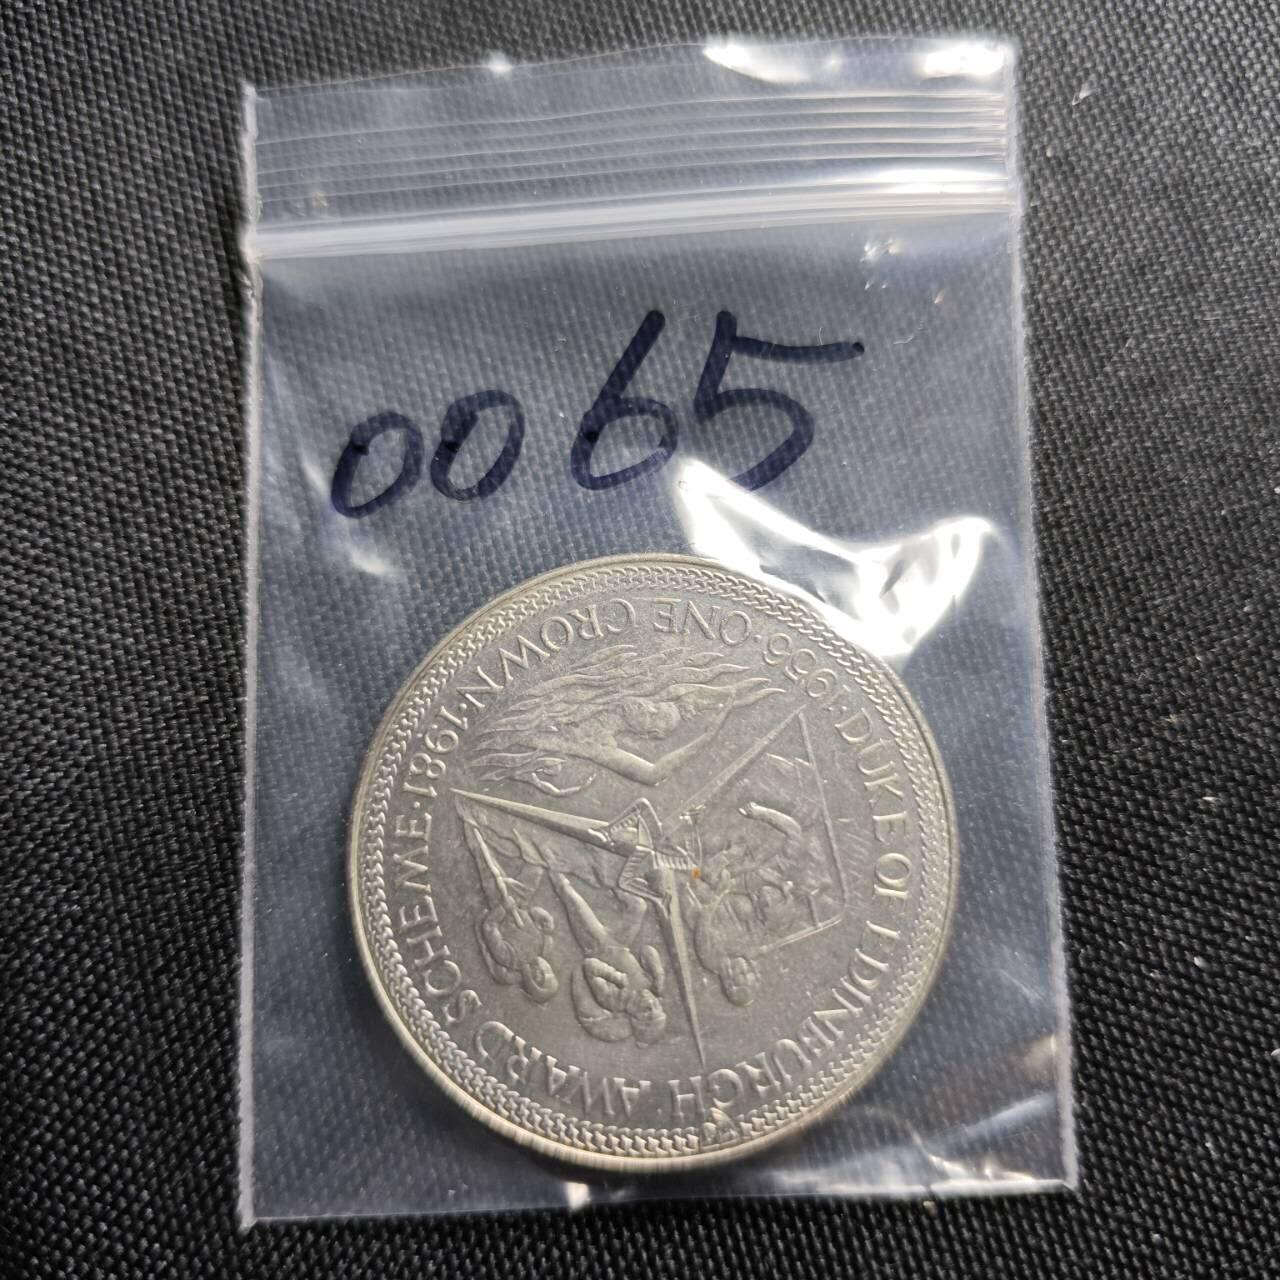 0065
DUKE OF EDINBURGH AWARD SCHEME · 1981 · ONE CROWN · 1956 ·